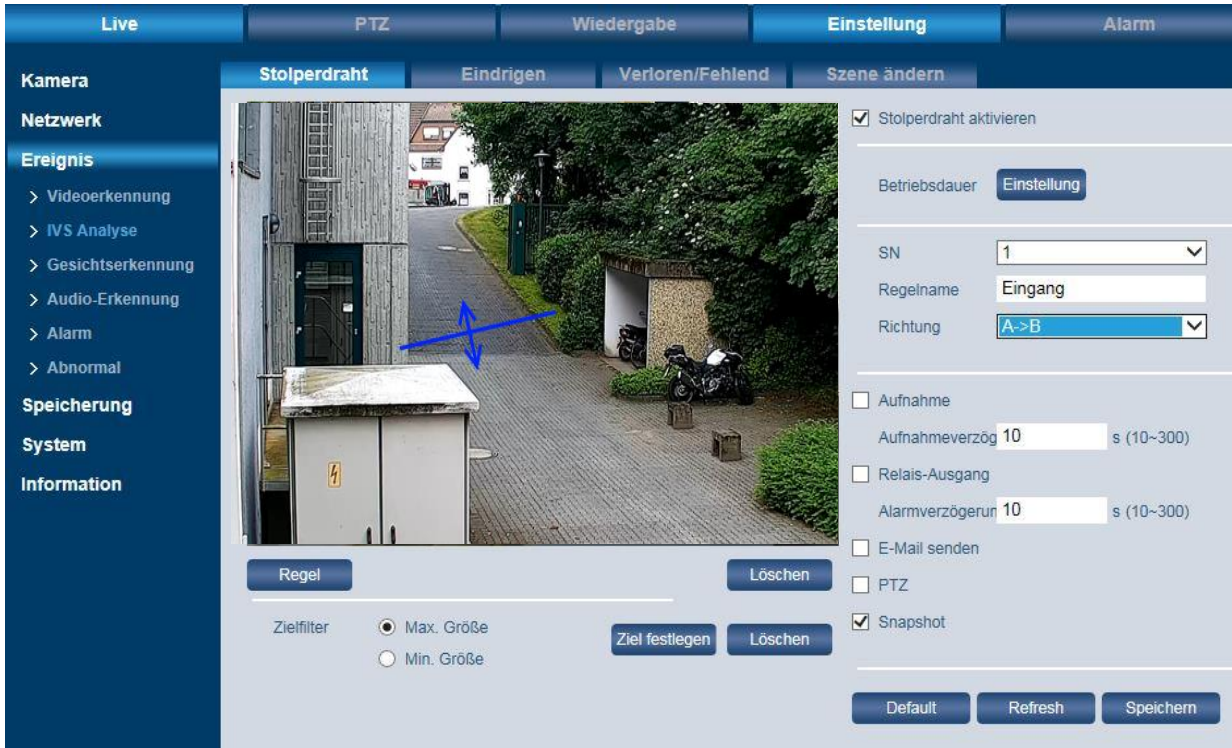 Live
PTZ
Wiedergabe
Einstellung
Alarm
Kamera
Netzwerk
Ereignis
> Videoerkennung
> IVS Analyse
> Gesichtserkennung
> Audio-Erkennung
> Alarm
> Abnormal
Speicherung
System
Information
Stolperdraht
Eindrigen
Verloren/Fehlend
Szene ändern
Stolperdraht aktivieren
Betriebsdauer Einstellung
SN 1
Regelname Eingang
Richtung A->B
Aufnahme
Aufnahmeverzög 10 s (10~300)
Relais-Ausgang
Alarmverzögerun 10 s (10~300)
E-Mail senden
PTZ
Snapshot
Regel
Löschen
Zielfilter Max. Größe
Min. Größe
Ziel festlegen
Löschen
Default
Refresh
Speichern